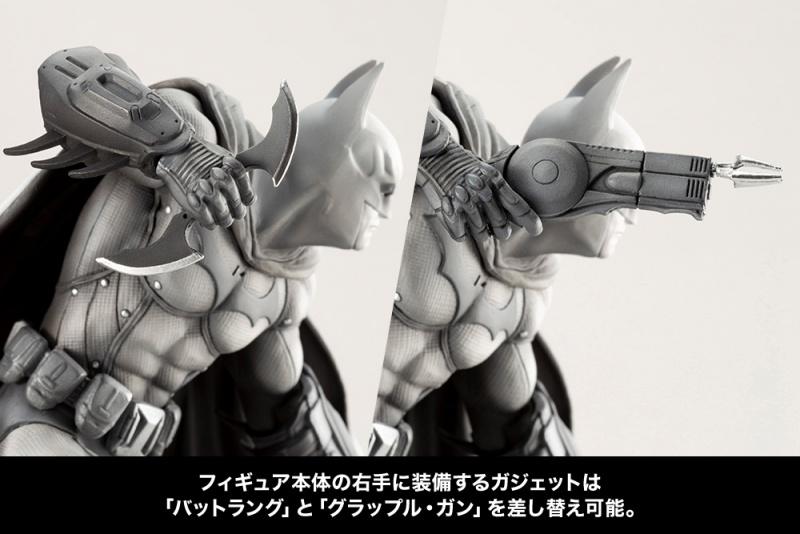 フィギュア本体の右手に装備するガジェットは
「バットラング」と「グラップル・ガン」を差し替え可能。